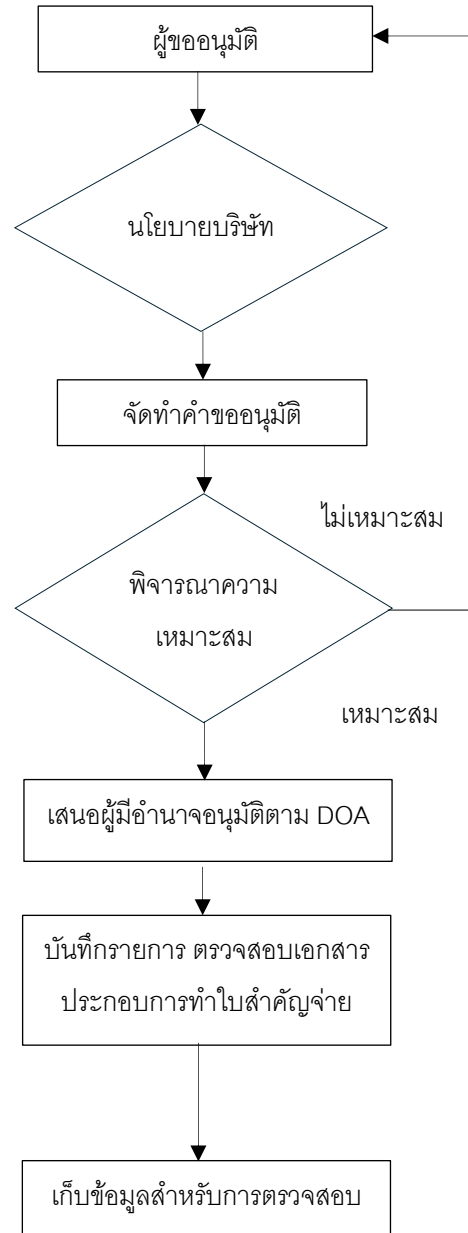 ผู้ขออนุมัติ
นโยบายบริษัท
จัดทำคำขออนุมัติ
ไม่เหมาะสม
พิจารณาความ
เหมาะสม
เหมาะสม
เสนอผู้มีอำนาจอนุมัติตาม DOA
บันทึกรายการ ตรวจสอบเอกสาร
ประกอบการทำใบสำคัญจ่าย
เก็บข้อมูลสำหรับการตรวจสอบ